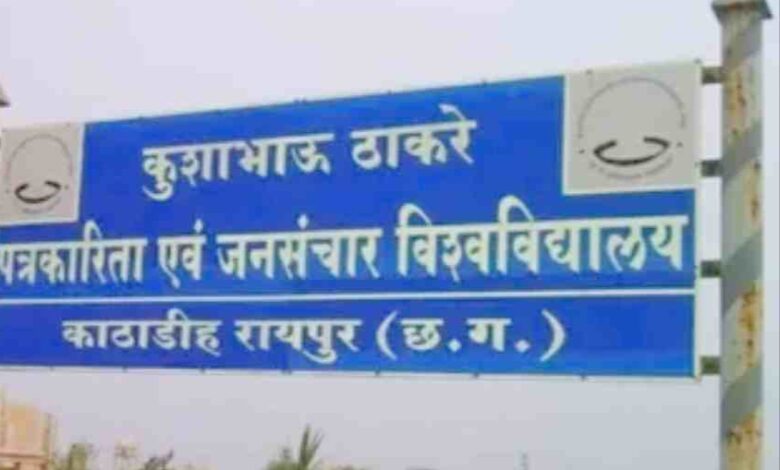 कुशाभाऊ ठाकरे
पत्रकारिता एवं जनसंचार विश्वविद्यालय
काठाडीह रायपुर (छ.ग.)